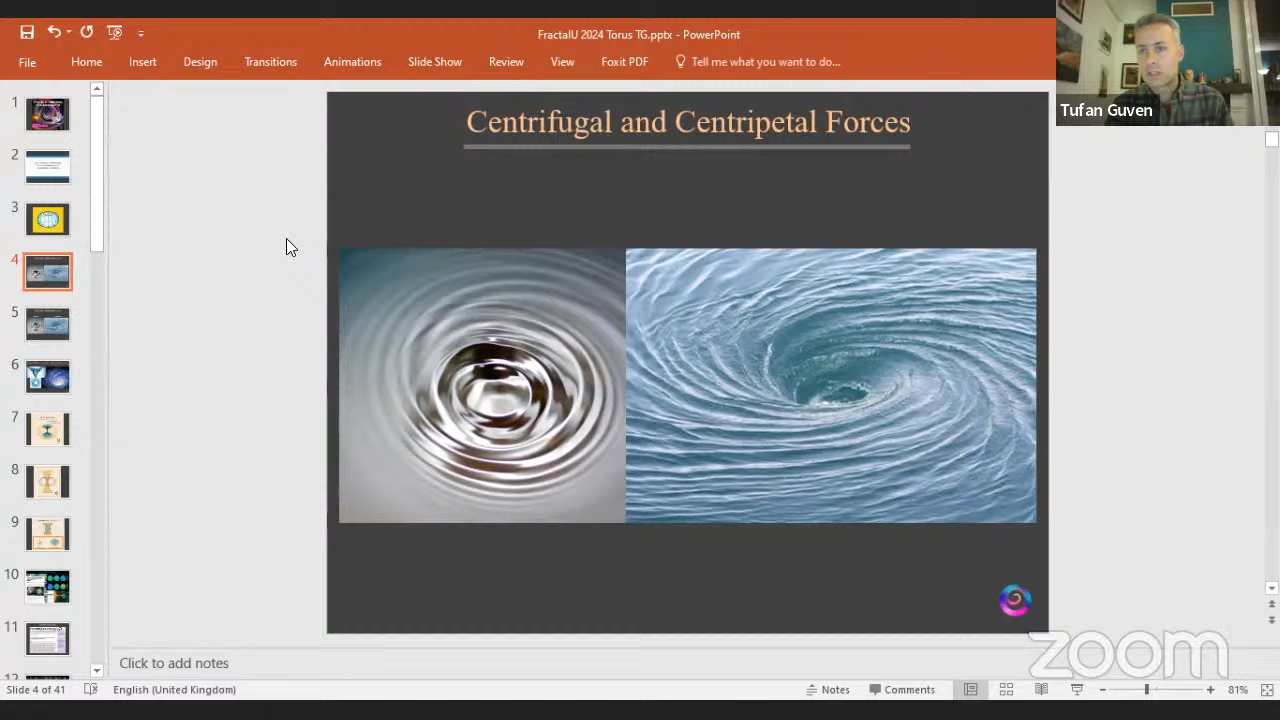 FractalU 2024 Torus TG.pptx - PowerPoint
File Home Insert Design Transitions Animations Slide Show Review View Foxit PDF Tell me what you want to do...
Tufan Guven
1
2
3
4
5
6
7
8
9
10
11
12
Centrifugal and Centripetal Forces
Click to add notes
zoom
Slide 4 of 41 English (United Kingdom) Notes Comments 81%